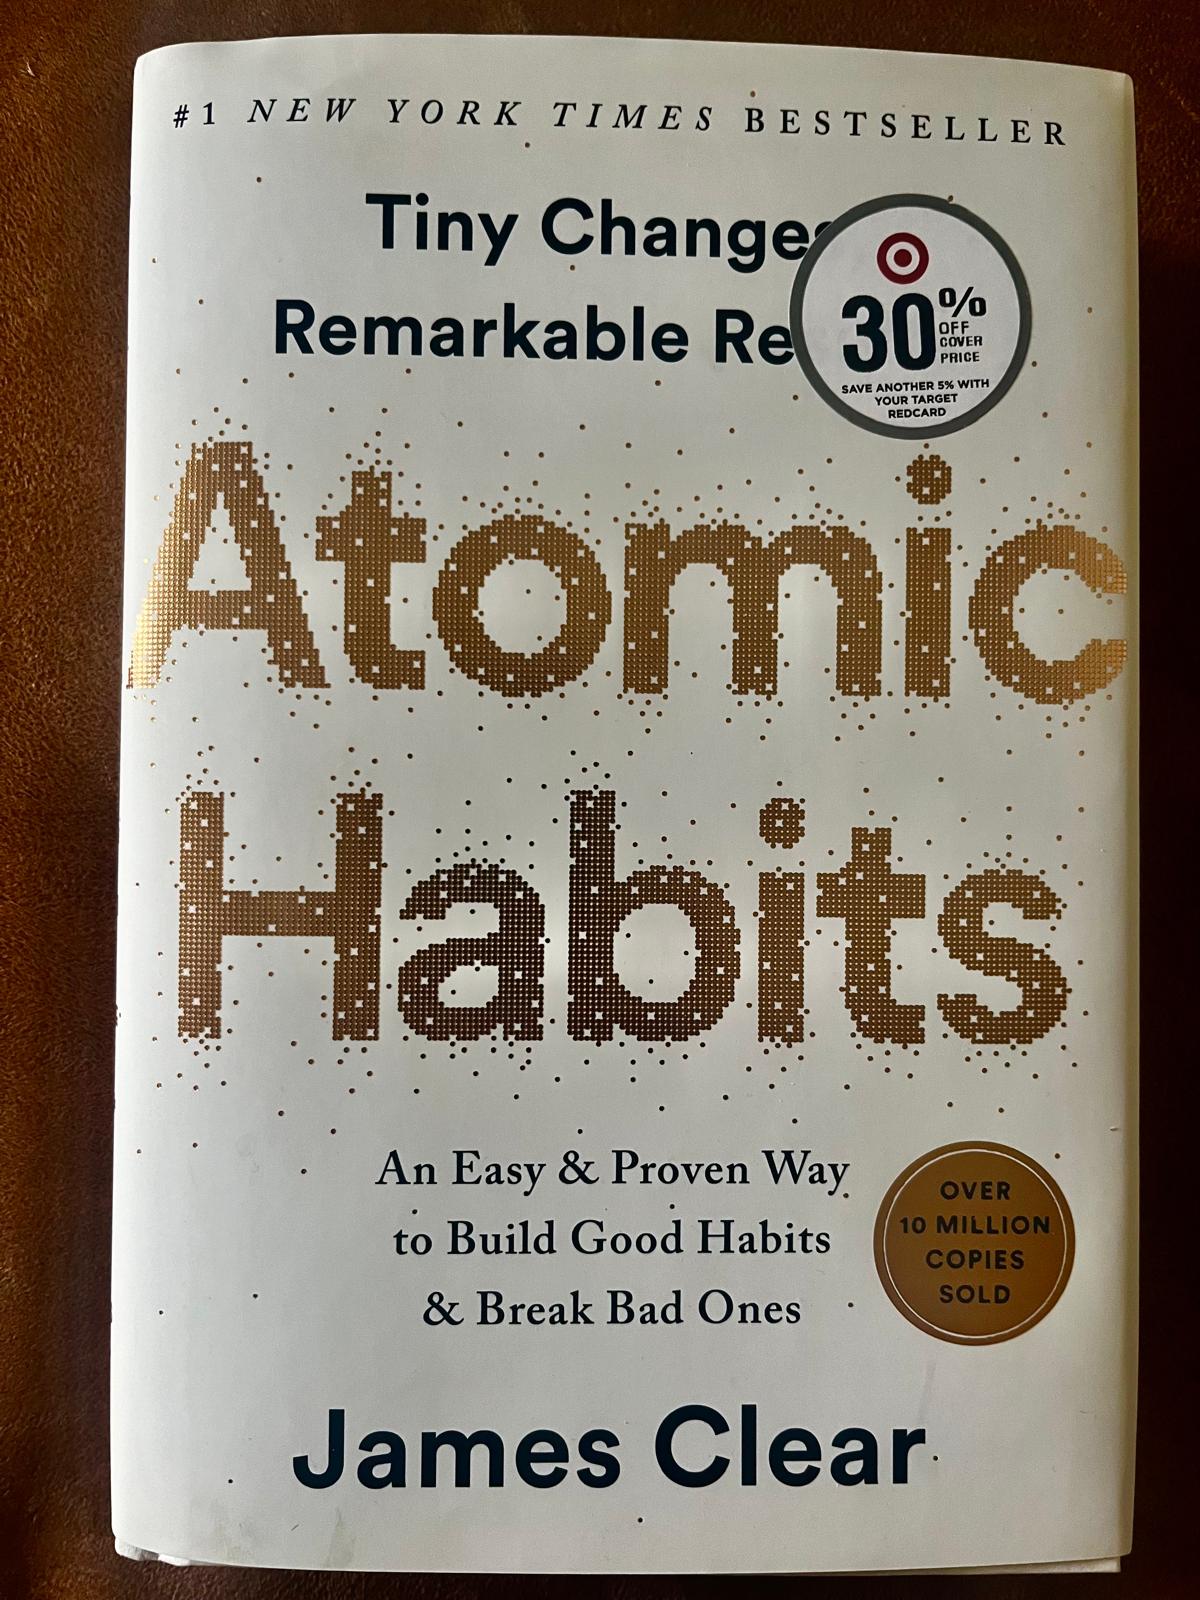 #1 NEW YORK TIMES BESTSELLER
Tiny Changes
Remarkable
30%
OFF
COVER
PRICE
SAVE ANOTHER 5% WITH
YOUR TARGET
REDCARD
Atomic
Habits
An Easy & Proven Way
to Build Good Habits
& Break Bad Ones
OVER
10 MILLION
COPIES
SOLD
James Clear